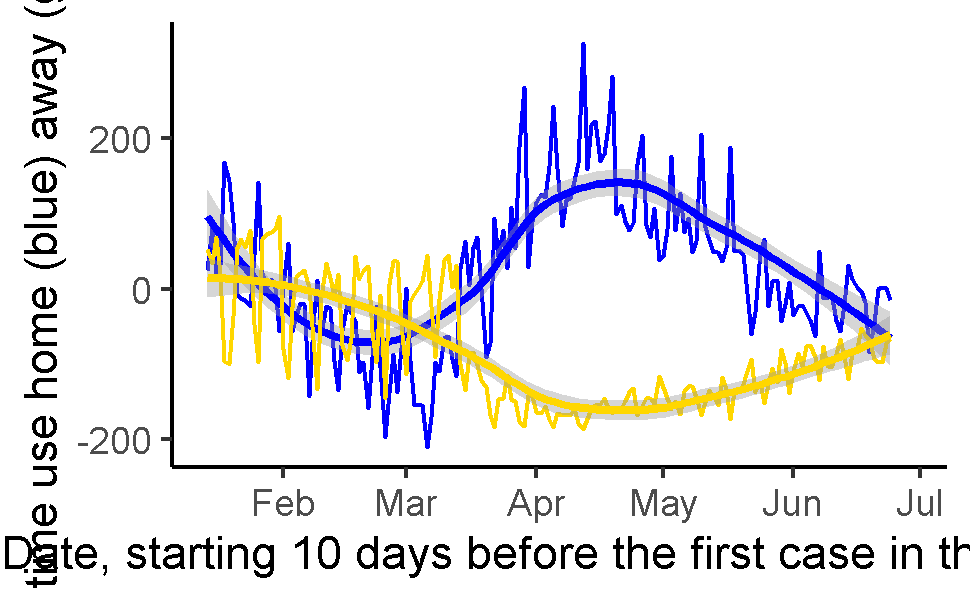 time use home (blue) away (
200
0
-200
Feb Mar Apr May Jun Jul
Date, starting 10 days before the first case in th